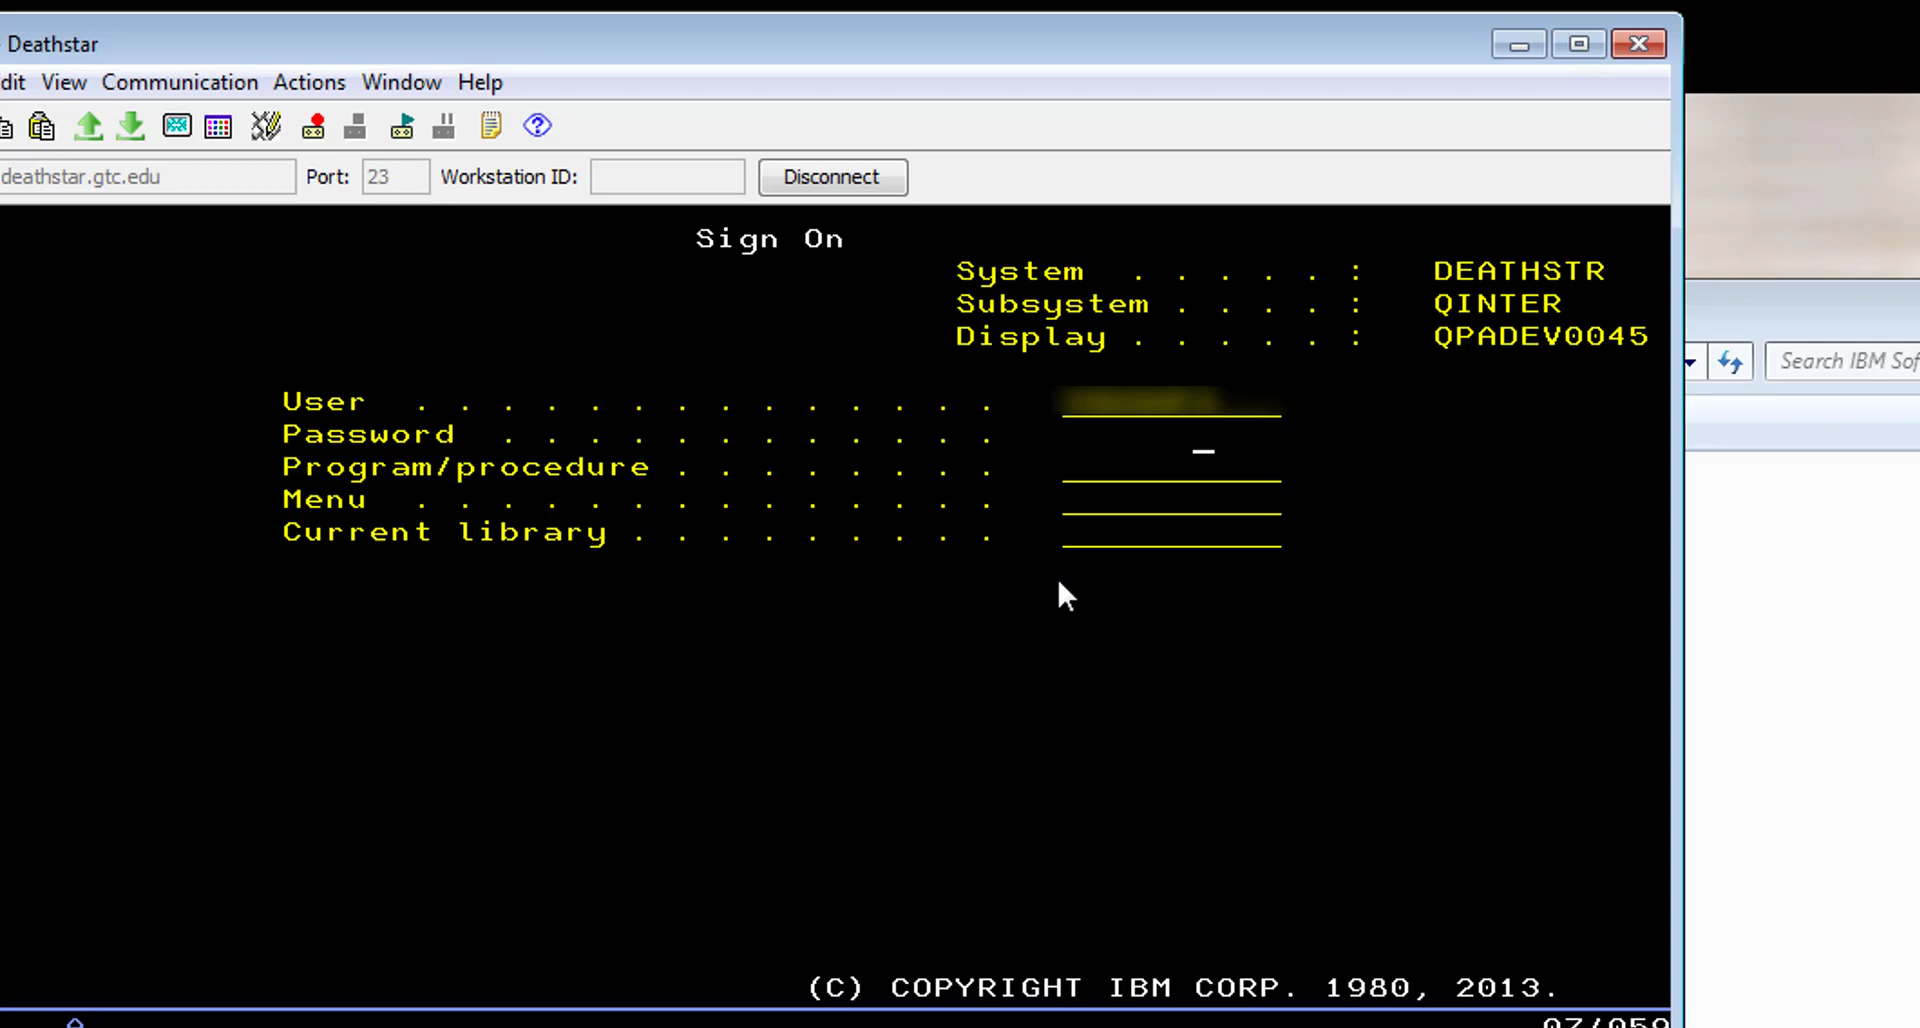 Deathstar
dit View Communication Actions Window Help
deathstar.gtc.edu Port: 23 Workstation ID: Disconnect
Sign On
System . . . . . : DEATHSTR
Subsystem . . . . : QINTER
Display . . . . . : QPADEV0045
Search IBM Sof
User . . . . . . . . . . . . . .
Password . . . . . . . . . . . .
Program/procedure . . . . . . . .
Menu . . . . . . . . . . . . . .
Current library . . . . . . . . .
(C) COPYRIGHT IBM CORP. 1980, 2013.
07/059